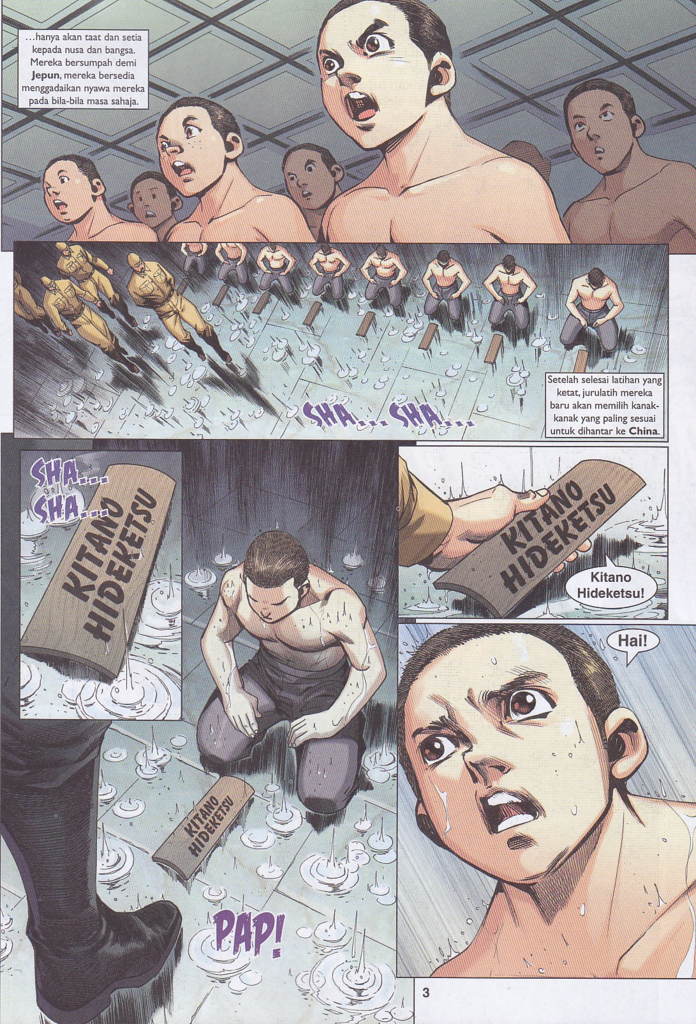 ...hanya akan taat dan setia
kepada nusa dan bangsa.
Mereka bersumpah demi
Jepun, mereka bersedia
menggadaikan nyawa mereka
pada bila-bila masa sahaja.
SHA... SHA...
Setelah selesai latihan yang
ketat, jurulatih mereka
baru akan memilih kanak-
kanak yang paling sesuai
untuk dihantar ke China.
SHA...
SHA...
KITANO
HIDEKETSU
KITANO
HIDEKETSU
PAP!
KITANO
HIDEKETSU
Kitano
Hideketsu!
Hai!
3